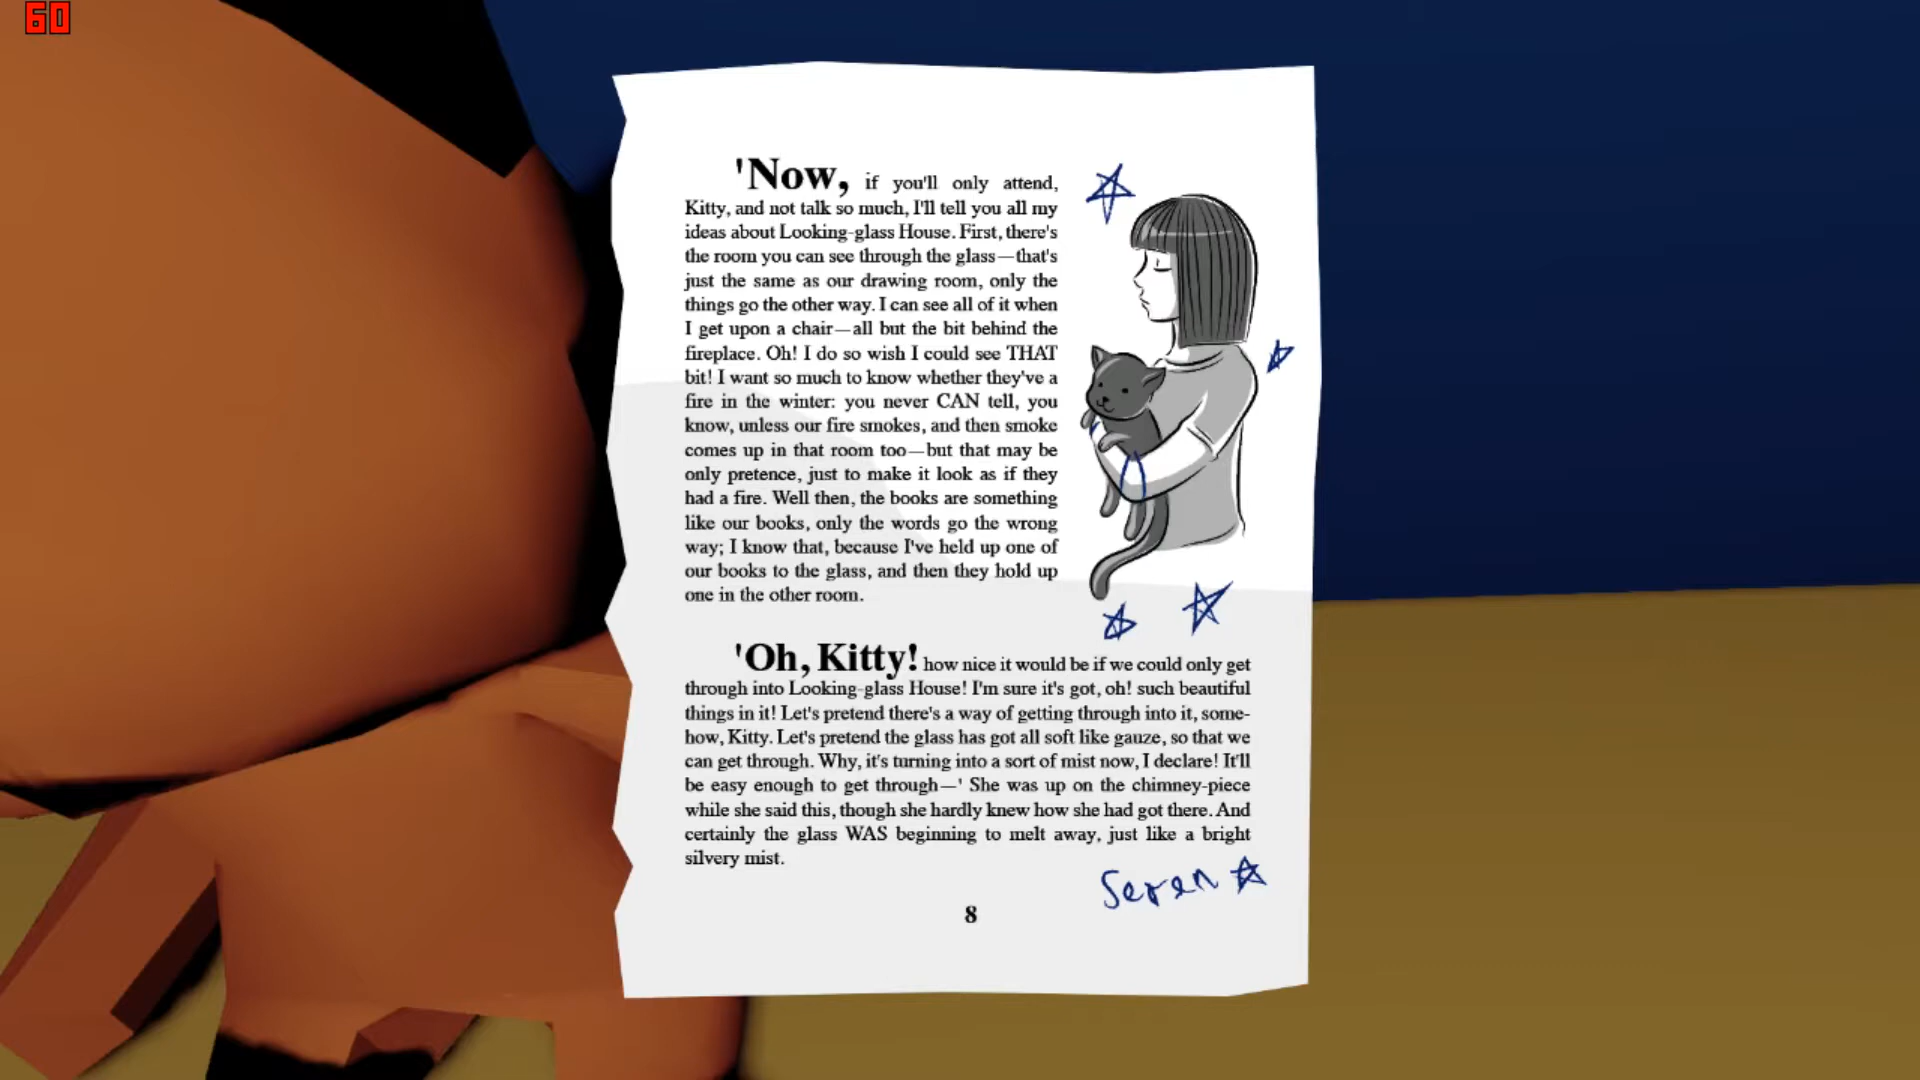 60
'Now, if you'll only attend,
Kitty, and not talk so much, I'll tell you all my
ideas about Looking-glass House. First, there's
the room you can see through the glass—that's
just the same as our drawing room, only the
things go the other way. I can see all of it when
I get upon a chair—all but the bit behind the
fireplace. Oh! I do so wish I could see THAT
bit! I want so much to know whether they've a
fire in the winter: you never CAN tell, you
know, unless our fire smokes, and then smoke
comes up in that room too—but that may be
only pretence, just to make it look as if they
had a fire. Well then, the books are something
like our books, only the words go the wrong
way; I know that, because I've held up one of
our books to the glass, and then they hold up
one in the other room.
'Oh, Kitty! how nice it would be if we could only get
through into Looking-glass House! I'm sure it's got, oh! such beautiful
things in it! Let's pretend there's a way of getting through into it, some-
how, Kitty. Let's pretend the glass has got all soft like gauze, so that we
can get through. Why, it's turning into a sort of mist now, I declare! It'll
be easy enough to get through—' She was up on the chimney-piece
while she said this, though she hardly knew how she had got there. And
certainly the glass WAS beginning to melt away, just like a bright
silvery mist.
Seren
8